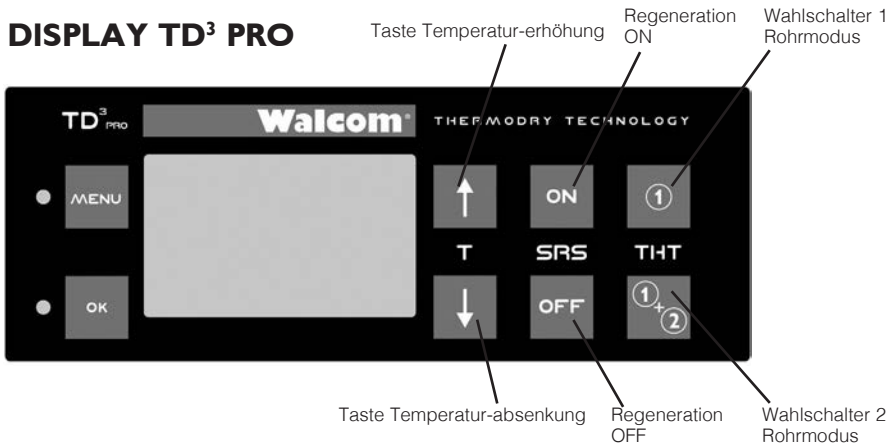 DISPLAY TD³ PRO
Taste Temperatur-erhöhung
Regeneration
ON
Wahlschalter 1
Rohrmodus
TD³ PRO
Walcom®
THERMODRY TECHNOLOGY
MENU
ON
①
T
SRS
THT
OK
OFF
①+②
Taste Temperatur-absenkung
Regeneration
OFF
Wahlschalter 2
Rohrmodus